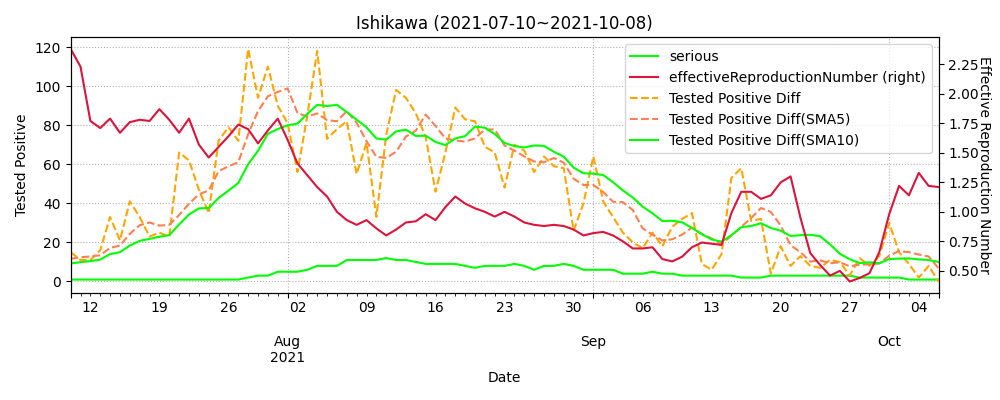 Ishikawa (2021-07-10~2021-10-08)
Tested Positive
120
100
80
60
40
20
0
serious
effectiveReproductionNumber (right)
Tested Positive Diff
Tested Positive Diff(SMA5)
Tested Positive Diff(SMA10)
2.25
2.00
1.75
1.50
1.25
1.00
0.75
0.50
Effective Reproduction Number
12 19 26 02 09 16 23 30 06 13 20 27 04
Aug Sep Oct
2021
Date